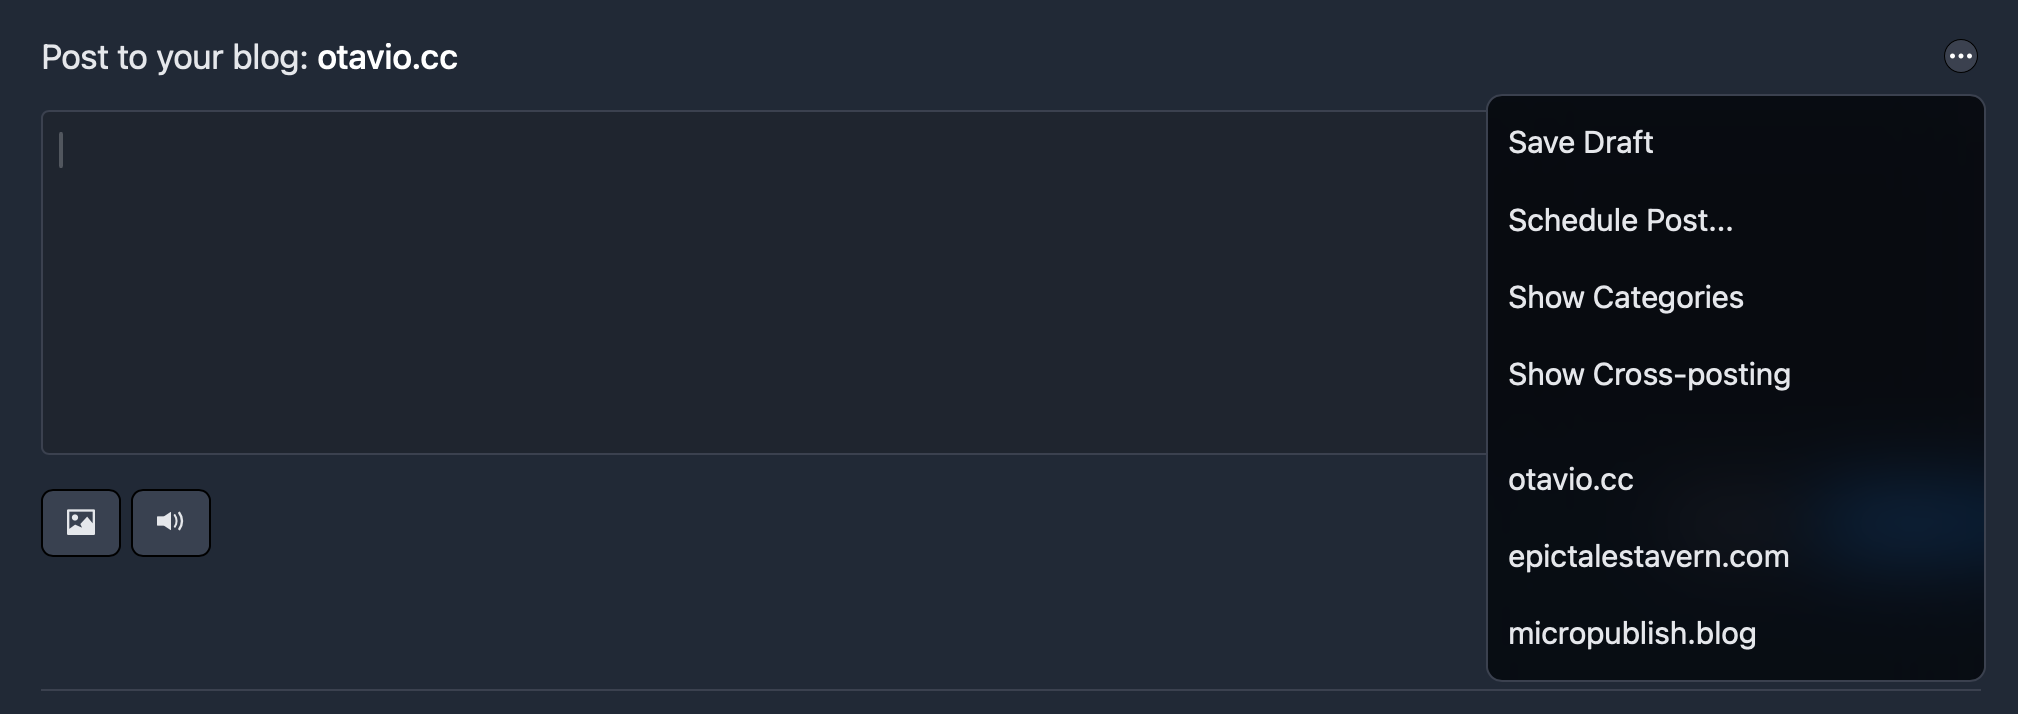 Post to your blog: otavio.cc
Save Draft
Schedule Post...
Show Categories
Show Cross-posting
otavio.cc
epictalestavern.com
micropublish.blog